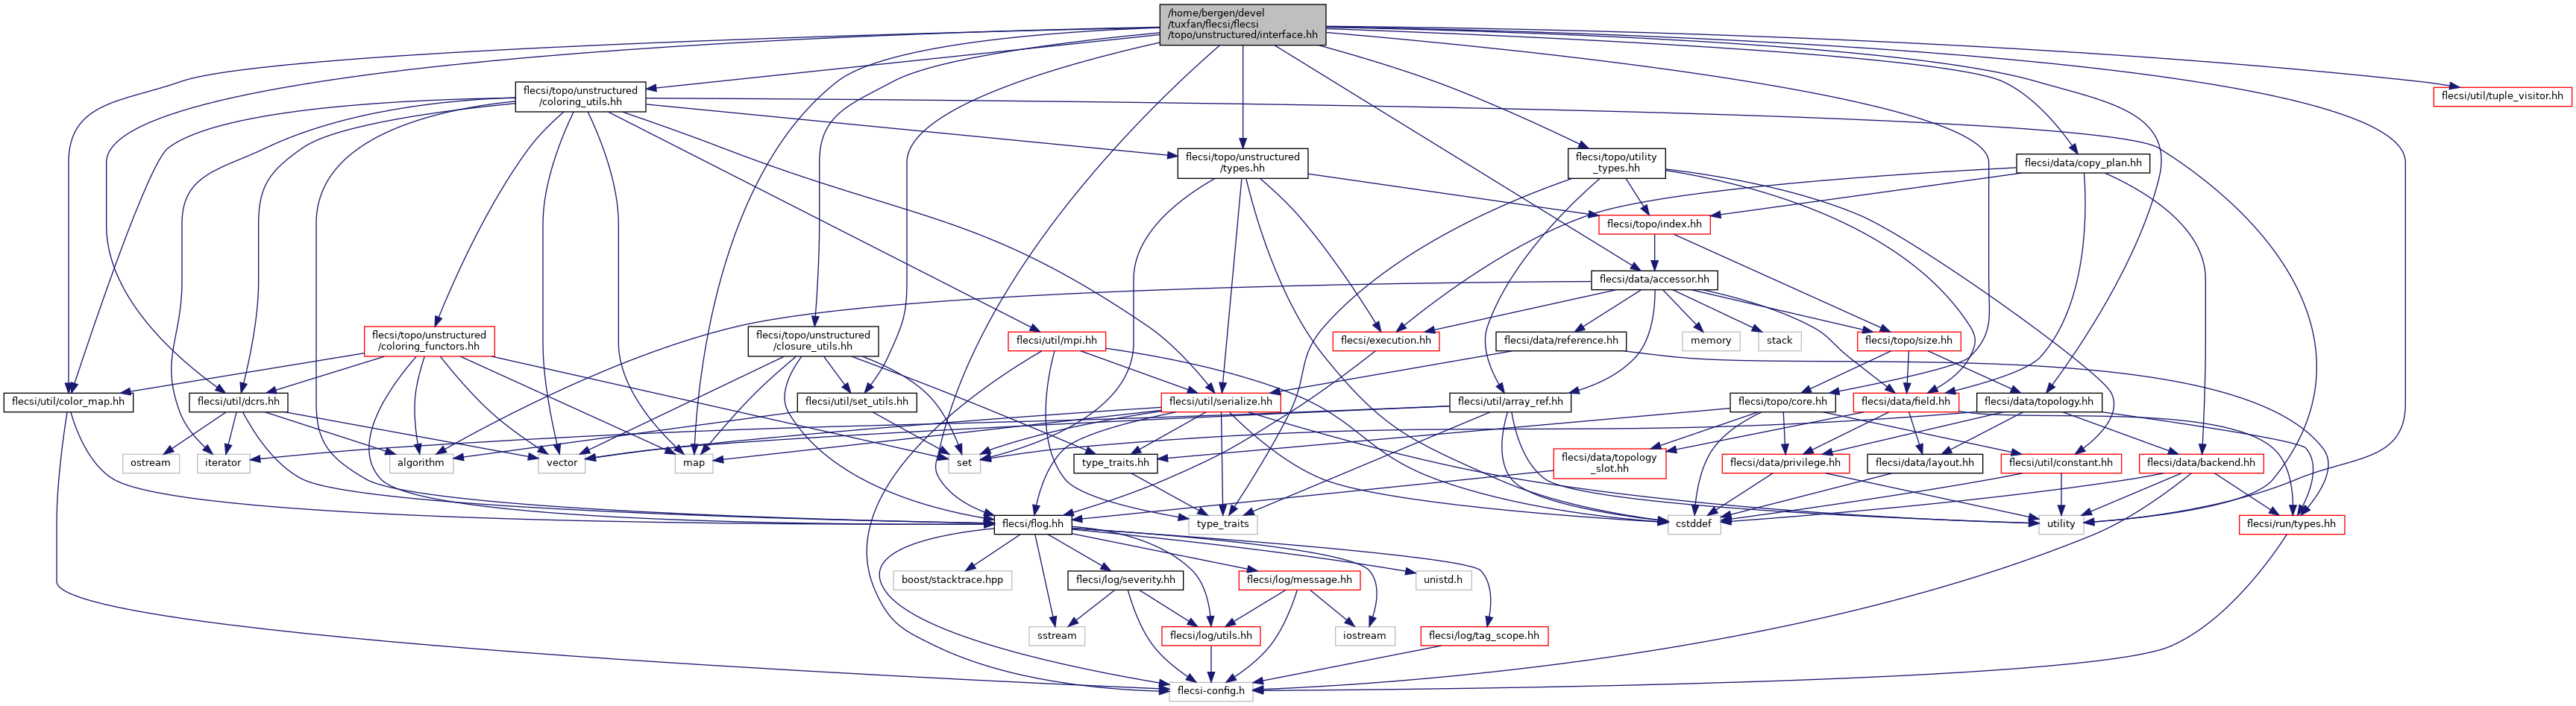 /home/bergen/devel
/tuxfan/flecsi/flecsi
/topo/unstructured/interface.hh
flecsi/topo/unstructured
/coloring_utils.hh
flecsi/util/tuple_visitor.hh
flecsi/topo/unstructured
/types.hh
flecsi/topo/utility
_types.hh
flecsi/data/copy_plan.hh
flecsi/topo/index.hh
flecsi/data/accessor.hh
flecsi/topo/unstructured
/coloring_functors.hh
flecsi/topo/unstructured
/closure_utils.hh
flecsi/util/mpi.hh
flecsi/execution.hh
flecsi/data/reference.hh
memory
stack
flecsi/topo/size.hh
flecsi/util/color_map.hh
flecsi/util/dcrs.hh
flecsi/util/set_utils.hh
flecsi/util/serialize.hh
flecsi/util/array_ref.hh
flecsi/topo/core.hh
flecsi/data/field.hh
flecsi/data/topology.hh
ostream
iterator
algorithm
vector
map
set
type_traits.hh
flecsi/data/topology
_slot.hh
flecsi/data/privilege.hh
flecsi/data/layout.hh
flecsi/util/constant.hh
flecsi/data/backend.hh
flecsi/flog.hh
type_traits
cstddef
utility
flecsi/run/types.hh
boost/stacktrace.hpp
flecsi/log/severity.hh
flecsi/log/message.hh
unistd.h
sstream
flecsi/log/utils.hh
iostream
flecsi/log/tag_scope.hh
flecsi-config.h